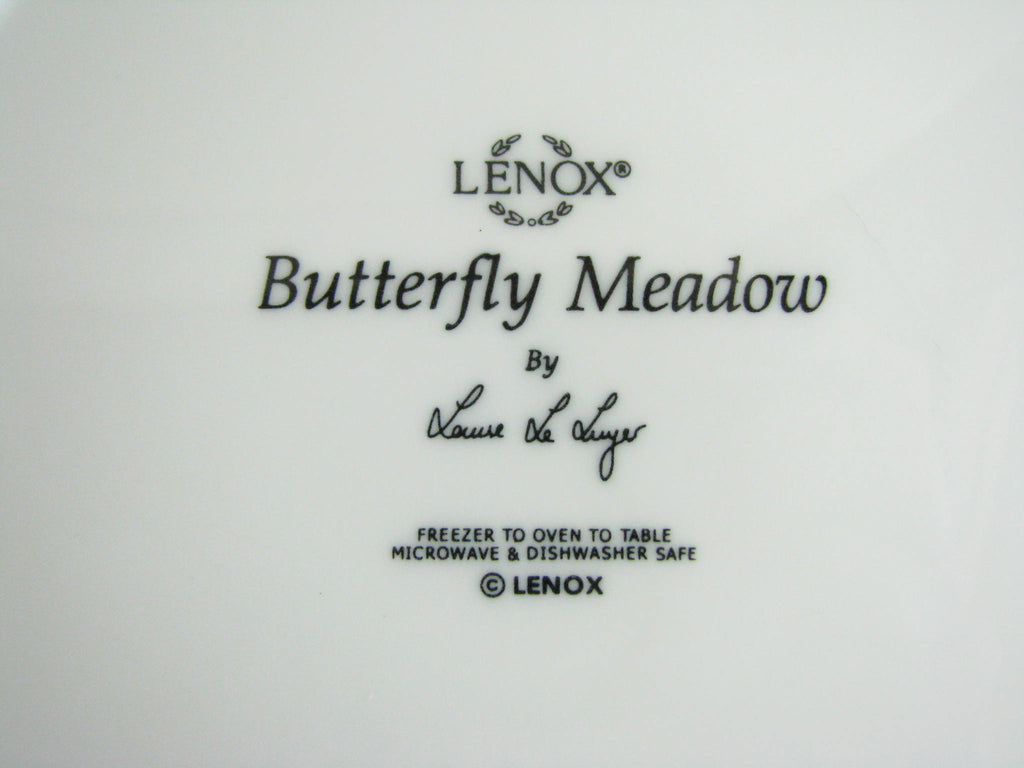 LENOX®
Butterfly Meadow
By
Louise Le Luyer
FREEZER TO OVEN TO TABLE
MICROWAVE & DISHWASHER SAFE
© LENOX